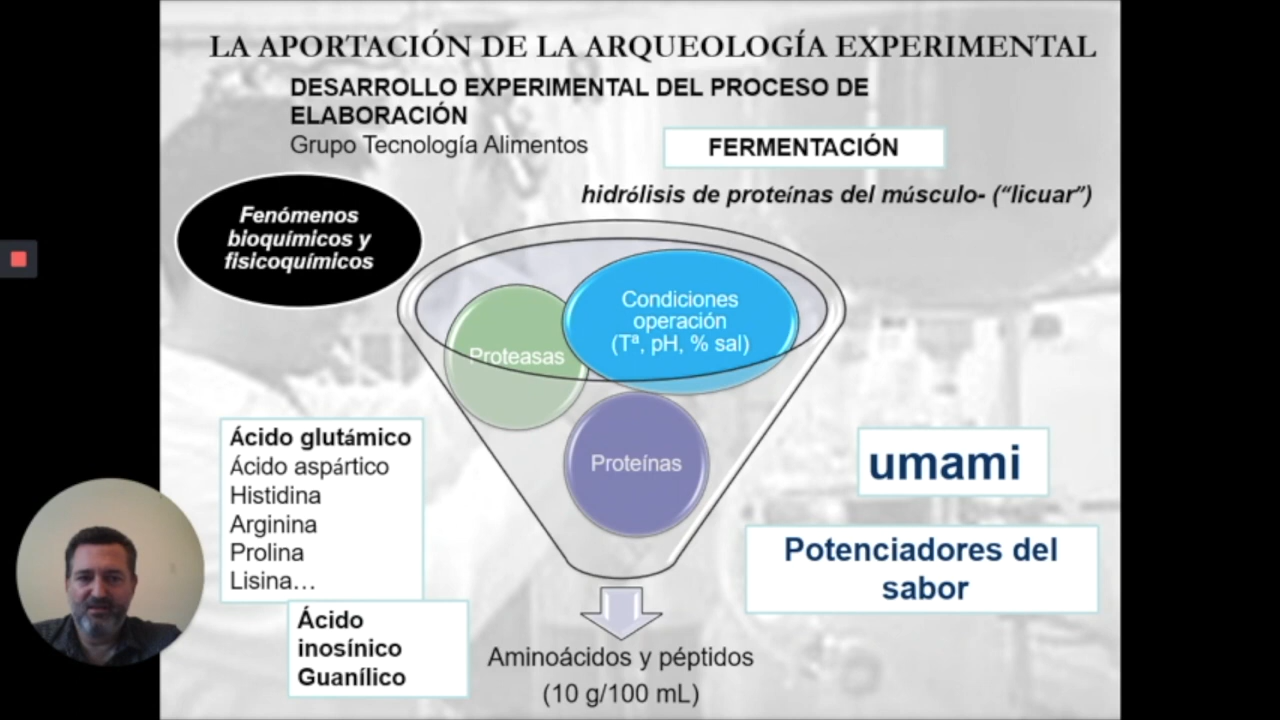 LA APORTACIÓN DE LA ARQUEOLOGÍA EXPERIMENTAL
DESARROLLO EXPERIMENTAL DEL PROCESO DE
ELABORACIÓN
Grupo Tecnología Alimentos
FERMENTACIÓN
hidrólisis de proteínas del músculo- (“licuar”)
Fenómenos
bioquímicos y
fisicoquímicos
Condiciones
operación
(Tª, pH, % sal)
Proteasas
Proteínas
Ácido glutámico
Ácido aspártico
Histidina
Arginina
Prolina
Lisina…
Ácido
inosínico
Guanílico
umami
Potenciadores del
sabor
Aminoácidos y péptidos
(10 g/100 mL)